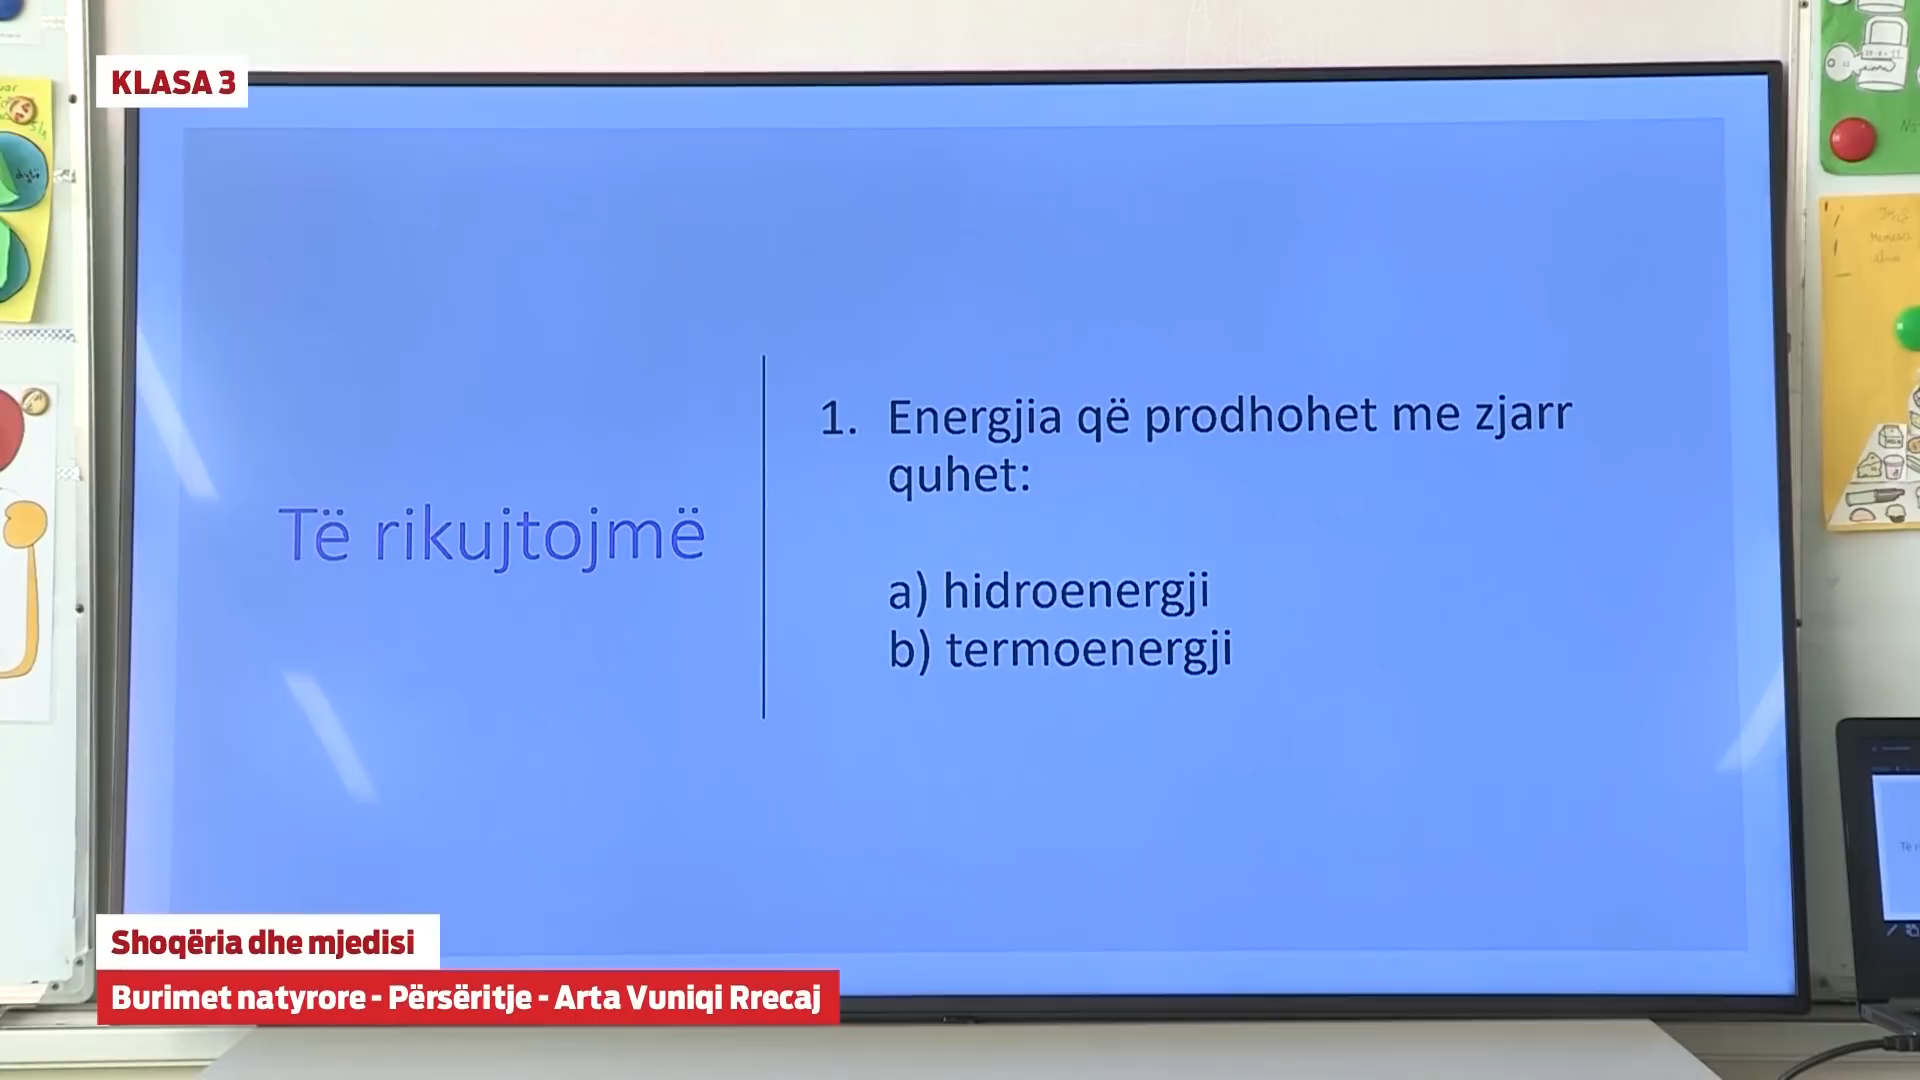 KLASA 3
Të rikujtojmë
1. Energjia që prodhohet me zjarr
quhet:
a) hidroenergji
b) termoenergji
Shoqëria dhe mjedisi
Burimet natyrore - Përsëritje - Arta Vuniqi Rrecaj